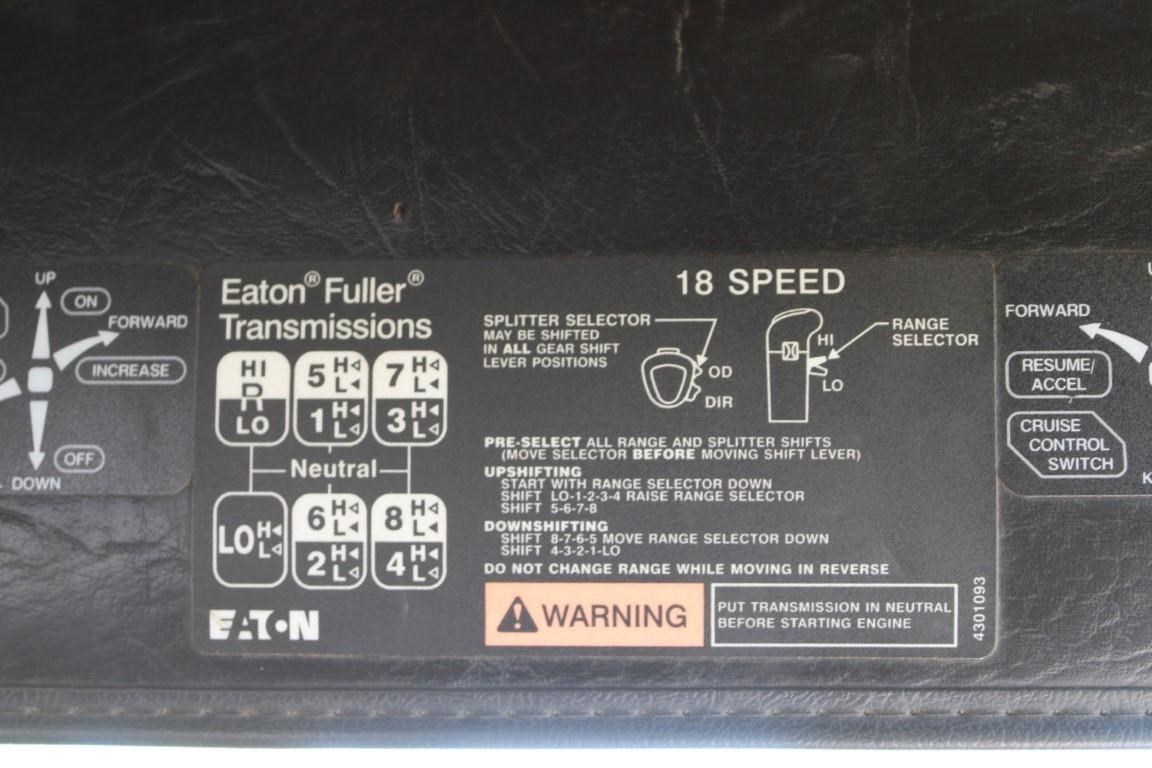 UP
ON
FORWARD
INCREASE
OFF
DOWN
Eaton® Fuller®
Transmissions
HI
R
LO
5 H L
1 H L
7 H L
3 H L
Neutral
LO H L
6 H L
2 H L
8 H L
4 H L
EATON
18 SPEED
SPLITTER SELECTOR
MAY BE SHIFTED
IN ALL GEAR SHIFT
LEVER POSITIONS
OD
DIR
HI
LO
RANGE
SELECTOR
PRE-SELECT ALL RANGE AND SPLITTER SHIFTS
(MOVE SELECTOR BEFORE MOVING SHIFT LEVER)
UPSHIFTING
START WITH RANGE SELECTOR DOWN
SHIFT LO-1-2-3-4 RAISE RANGE SELECTOR
SHIFT 5-6-7-8
DOWNSHIFTING
SHIFT 8-7-6-5 MOVE RANGE SELECTOR DOWN
SHIFT 4-3-2-1-LO
DO NOT CHANGE RANGE WHILE MOVING IN REVERSE
WARNING
PUT TRANSMISSION IN NEUTRAL
BEFORE STARTING ENGINE
4301093
FORWARD
RESUME/
ACCEL
CRUISE
CONTROL
SWITCH